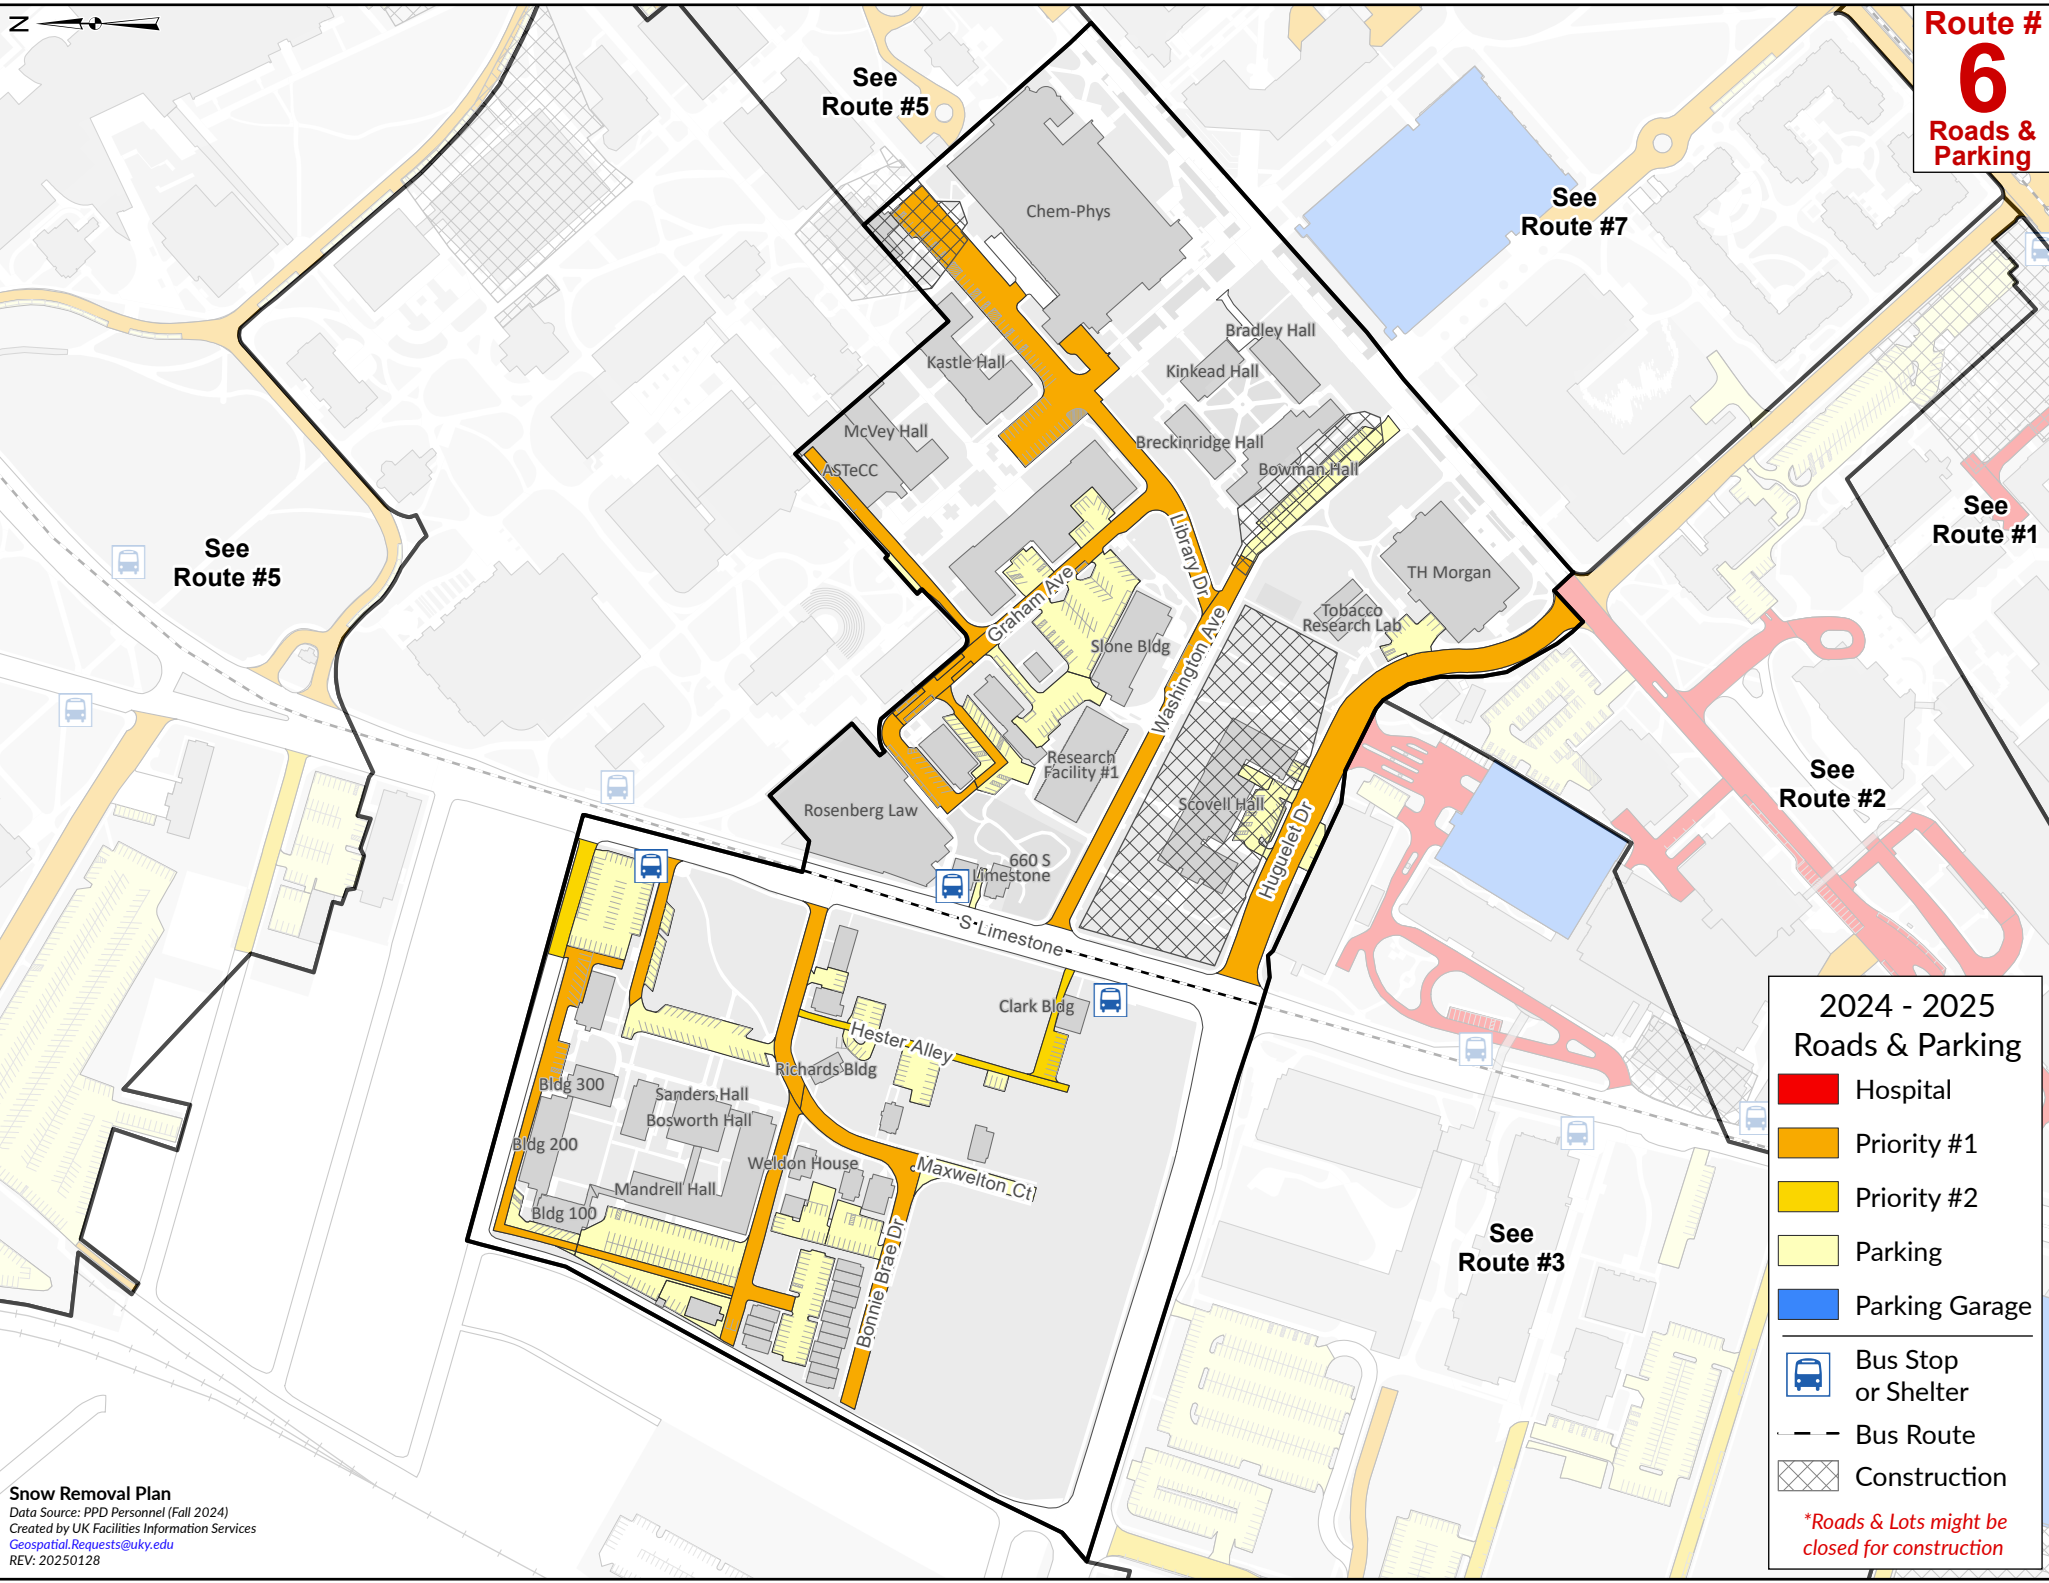 N
Route #
6
Roads &
Parking
See
Route #5
See
Route #7
Chem-Phys
Bradley Hall
Kastle Hall
Kinkead Hall
McVey Hall
Breckinridge Hall
ASTeCC
Bowman Hall
See
Route #1
Library Dr
See
Route #5
TH Morgan
Graham Ave
Tobacco
Research Lab
Slone Bldg
Washington Ave
Research
Facility #1
See
Route #2
Rosenberg Law
Scovell Hall
Huguelet Dr
660 S
Limestone
S Limestone
Clark Bldg
Hester Alley
Richards Bldg
Bldg 300
Sanders Hall
Bosworth Hall
Bldg 200
Weldon House
Maxwelton Ct
Mandrell Hall
Bldg 100
Bonnie Brae Dr
See
Route #3
2024 - 2025
Roads & Parking
Hospital
Priority #1
Priority #2
Parking
Parking Garage
Bus Stop
or Shelter
Bus Route
Construction
*Roads & Lots might be
closed for construction
Snow Removal Plan
Data Source: PPD Personnel (Fall 2024)
Created by UK Facilities Information Services
Geospatial.Requests@uky.edu
REV: 20250128